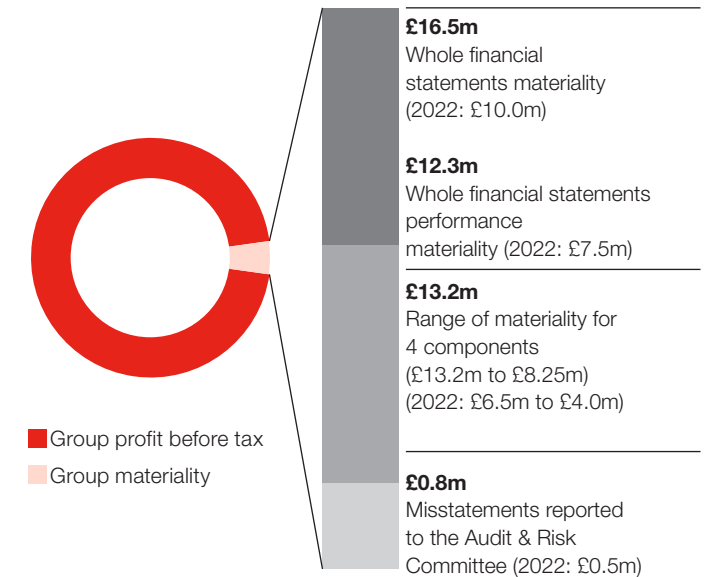 £16.5m
Whole financial
statements materiality
(2022: £10.0m)
£12.3m
Whole financial statements
performance
materiality (2022: £7.5m)
£13.2m
Range of materiality for
4 components
(£13.2m to £8.25m)
(2022: £6.5m to £4.0m)
£0.8m
Misstatements reported
to the Audit & Risk
Committee (2022: £0.5m)
Group profit before tax
Group materiality